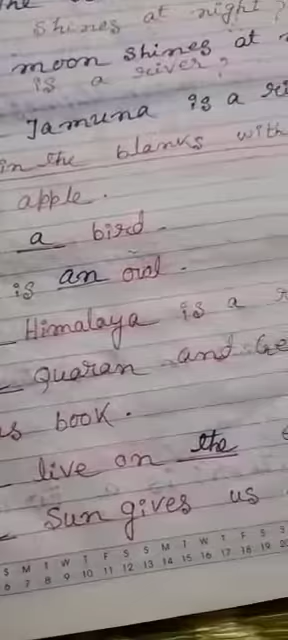 the
shines at night?
moon shines at
is a river?
Jamuna is a
in the blanks with
apple.
a bird.
is an owl.
Himalaya is a
Quaran and
book.
live on the
Sun gives us
S M T W T F S S M T W T F S S
6 7 8 9 10 11 12 13 14 15 16 17 18 19 20